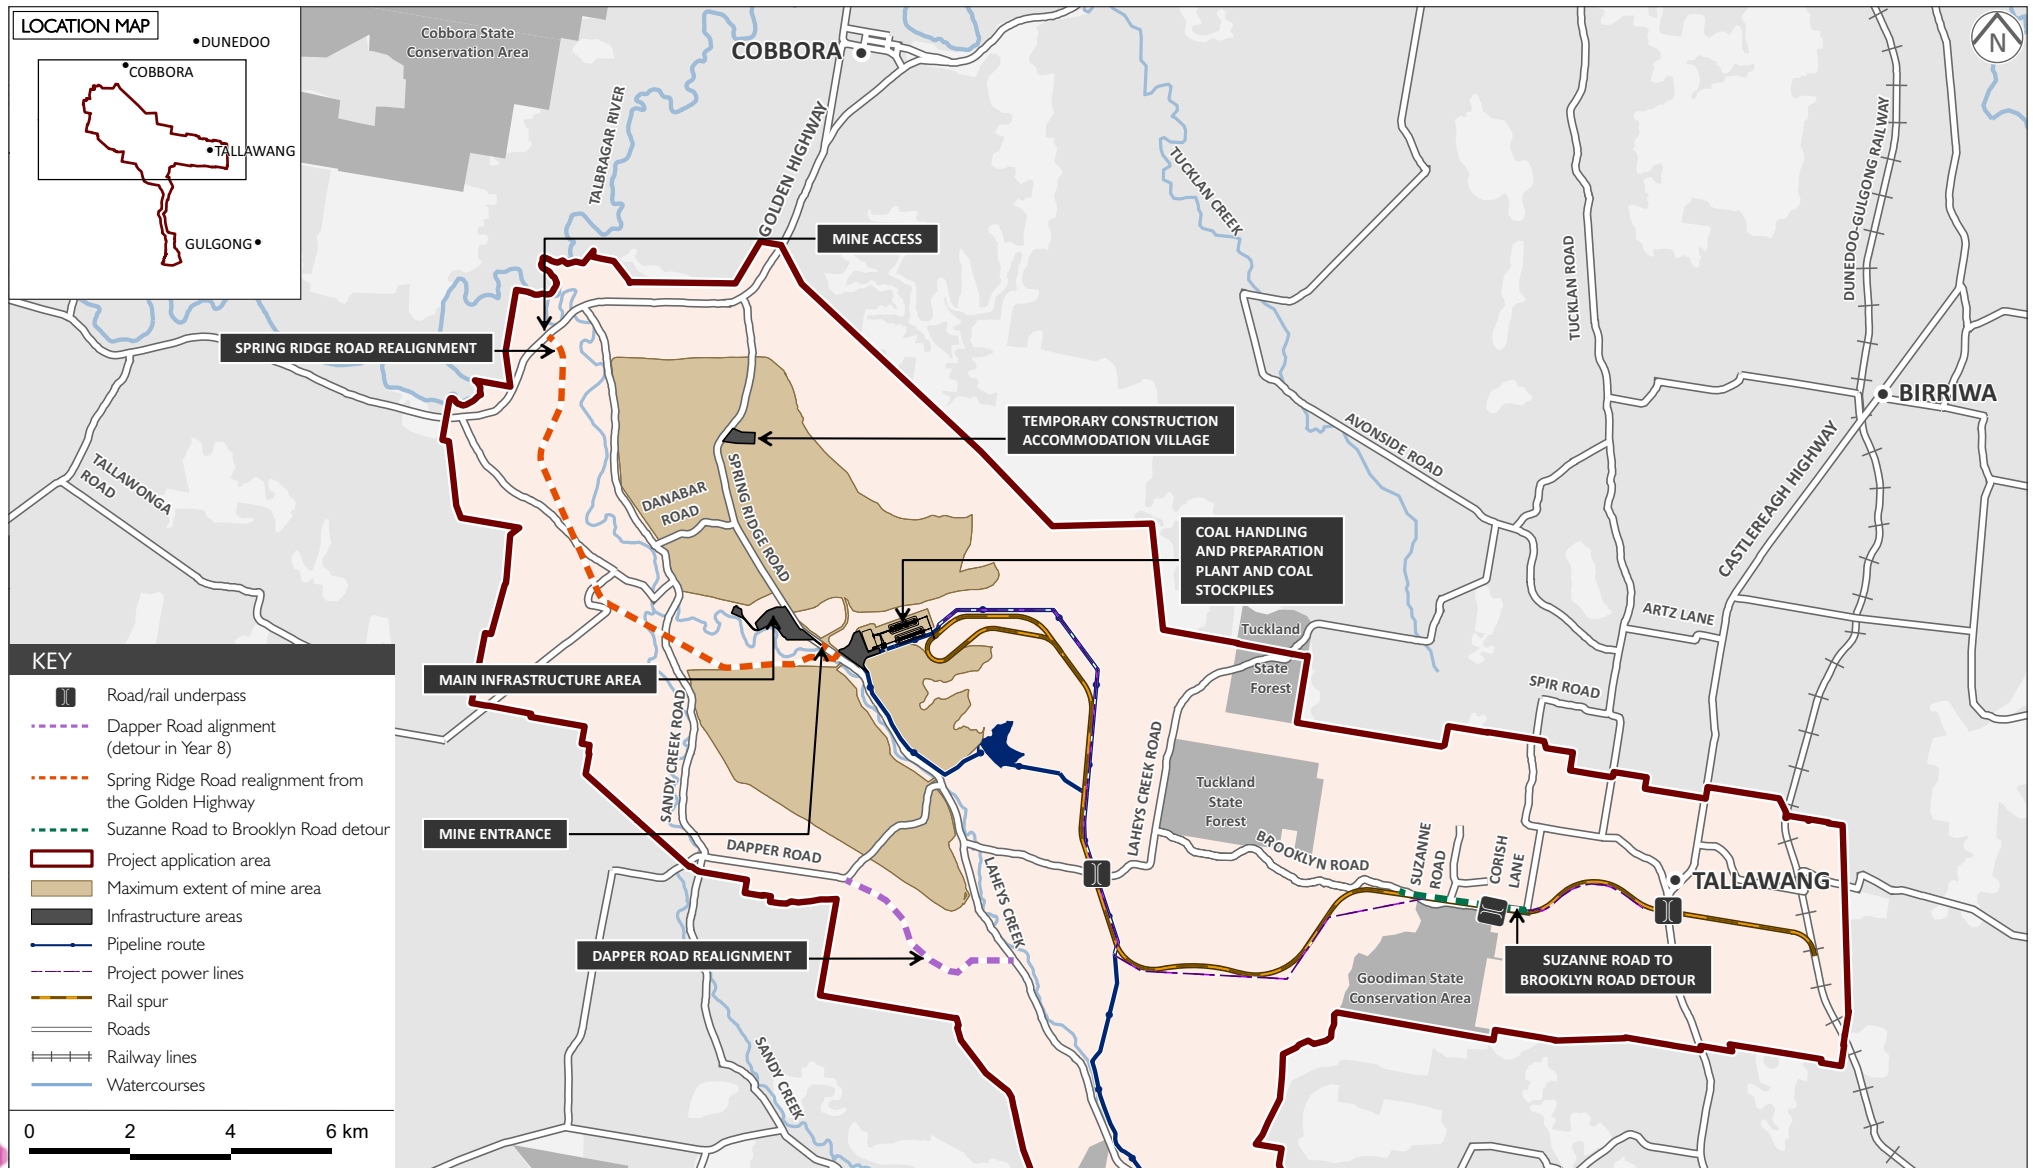 LOCATION MAP
DUNEDOO
COBBORA
TALLAWANG
GULGONG
Cobbora State
Conservation Area
COBBORA
N
TALBRAGAR RIVER
GOLDEN HIGHWAY
TUCKLAN CREEK
TUCKLAN ROAD
DUNEDOO-GULGONG RAILWAY
MINE ACCESS
SPRING RIDGE ROAD REALIGNMENT
TEMPORARY CONSTRUCTION
ACCOMMODATION VILLAGE
BIRRIWA
AVONSIDE ROAD
CASTLEREAGH HIGHWAY
TALLAWONGA
ROAD
DANABAR
ROAD
SPRING RIDGE ROAD
COAL HANDLING
AND PREPARATION
PLANT AND COAL
STOCKPILES
ARTZ LANE
Tuckland
State
Forest
SPIR ROAD
MAIN INFRASTRUCTURE AREA
SANDY CREEK ROAD
LAHEYS CREEK ROAD
Tuckland
State
Forest
MINE ENTRANCE
DAPPER ROAD
BROOKLYN ROAD
SUZANNE
ROAD
CORISH
LANE
TALLAWANG
LAHEYS CREEK
DAPPER ROAD REALIGNMENT
SUZANNE ROAD TO
BROOKLYN ROAD DETOUR
Goodiman State
Conservation Area
SANDY CREEK
KEY
Road/rail underpass
Dapper Road alignment
(detour in Year 8)
Spring Ridge Road realignment from
the Golden Highway
Suzanne Road to Brooklyn Road detour
Project application area
Maximum extent of mine area
Infrastructure areas
Pipeline route
Project power lines
Rail spur
Roads
Railway lines
Watercourses
0 2 4 6 km